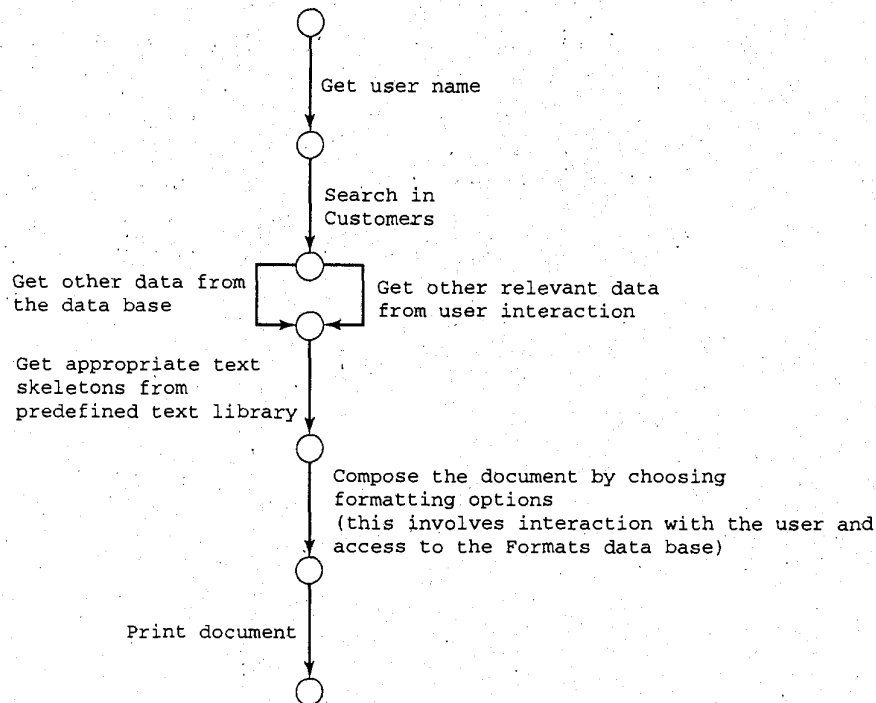 Get user name
Search in
Customers
Get other data from
the data base
Get other relevant data
from user interaction
Get appropriate text
skeletons from
predefined text library
Compose the document by choosing
formatting options
(this involves interaction with the user and
access to the Formats data base)
Print document